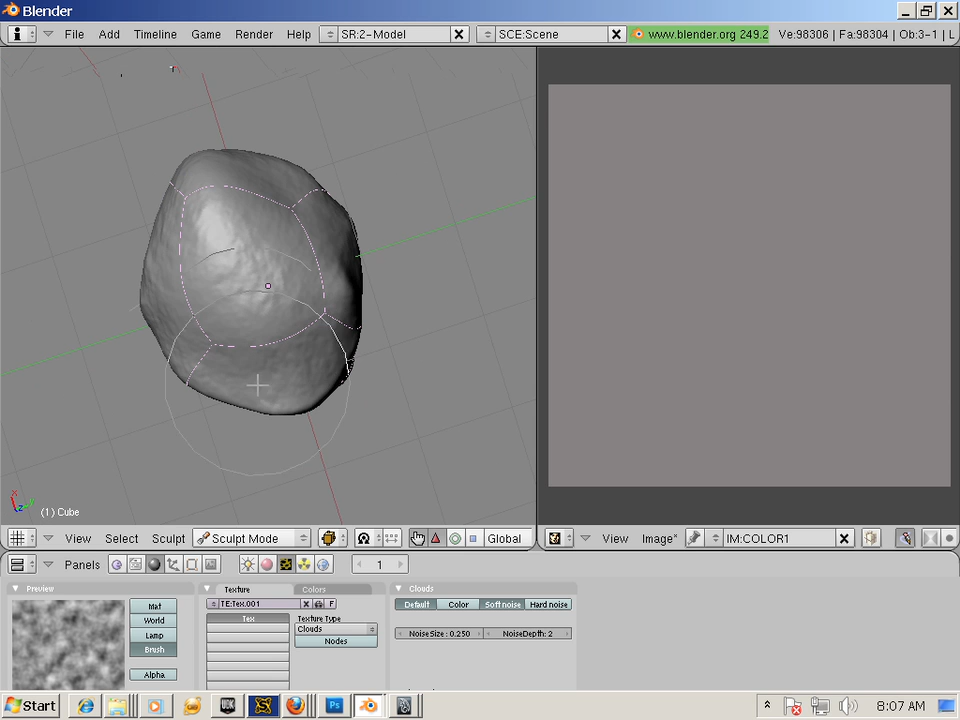 Blender
File Add Timeline Game Render Help SR:2-Model SCE:Scene www.blender.org 249.2 Ve:98306 | Fa:98304 | Ob:3-1 | L
(1) Cube
View Select Sculpt Sculpt Mode Global
View Image* IM:COLOR1
Panels 1
Preview Texture Colors Clouds
Mat
World
Lamp
Brush
Alpha
TE:Tex.001 F
Tex
Texture Type
Clouds
Nodes
Default Color Soft noise Hard noise
NoiseSize : 0.250 NoiseDepth: 2
Start UDK Ps 8:07 AM